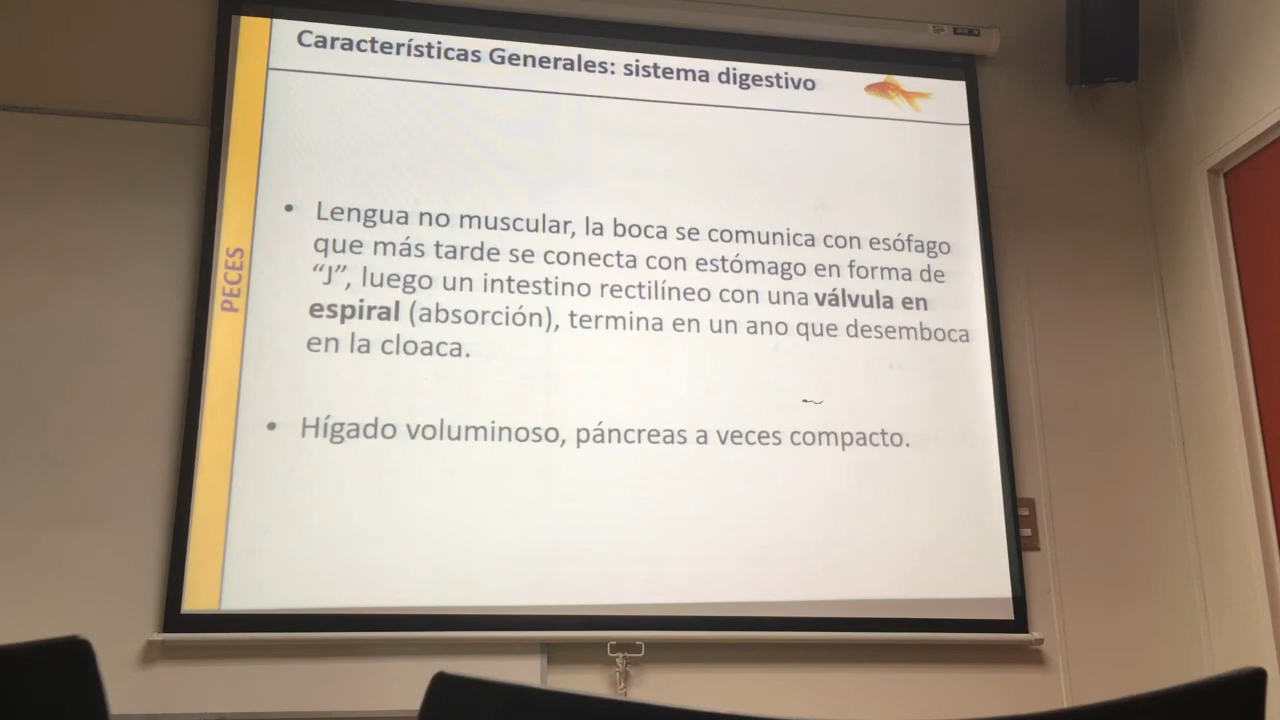 Características Generales: sistema digestivo
PECES
• Lengua no muscular, la boca se comunica con esófago
que más tarde se conecta con estómago en forma de
“J”, luego un intestino rectilíneo con una válvula en
espiral (absorción), termina en un ano que desemboca
en la cloaca.
• Hígado voluminoso, páncreas a veces compacto.